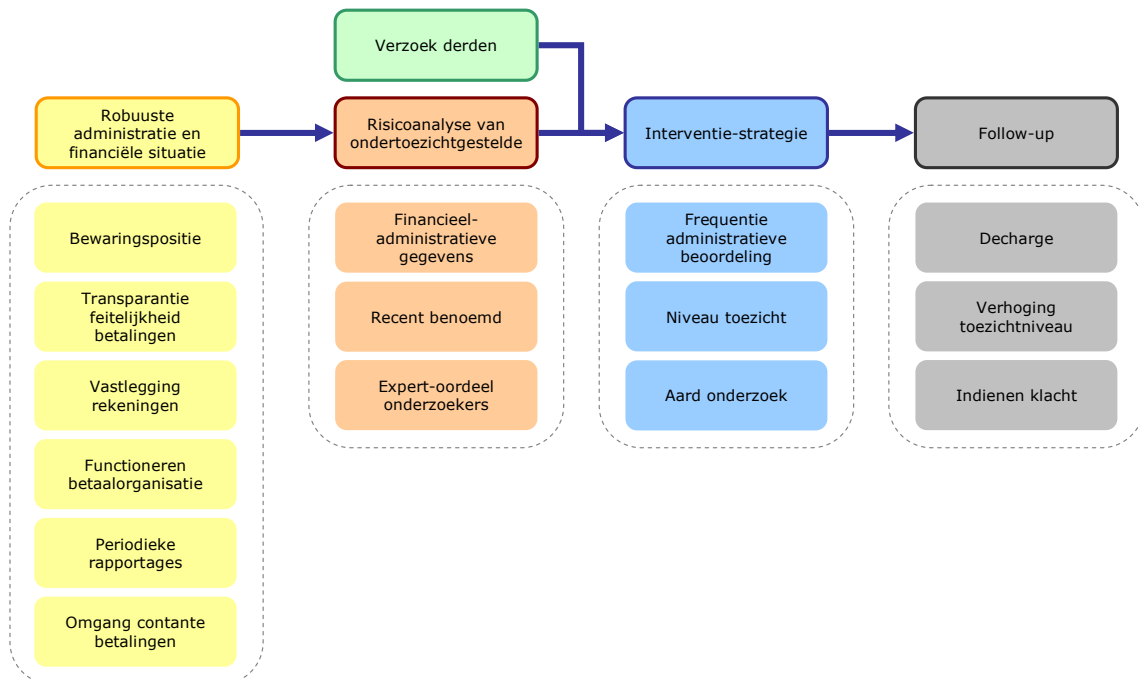 Verzoek derden
Robuuste
administratie en
financiële situatie
Risicoanalyse van
ondertoezichtgestelde
Interventie-strategie
Follow-up
Bewaringspositie
Transparantie
feitelijkheid
betalingen
Vastlegging
rekeningen
Functioneren
betaalorganisatie
Periodieke
rapportages
Omgang contante
betalingen
Financieel-
administratieve
gegevens
Recent benoemd
Expert-oordeel
onderzoekers
Frequentie
administratieve
beoordeling
Niveau toezicht
Aard onderzoek
Decharge
Verhoging
toezichtniveau
Indienen klacht